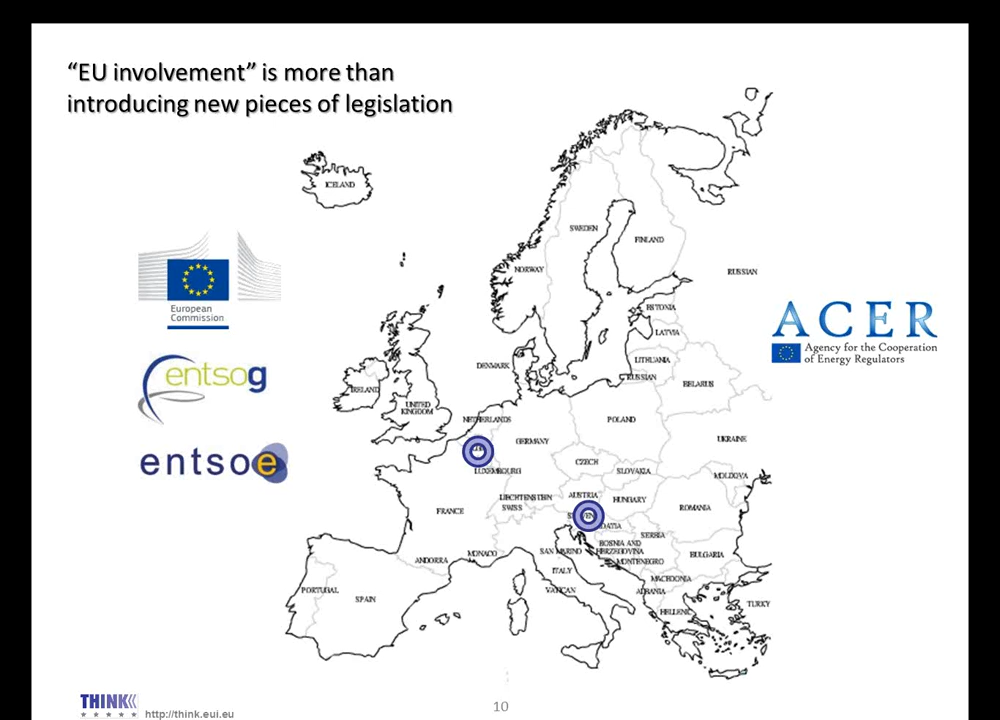 “EU involvement” is more than
introducing new pieces of legislation
ICELAND
SWEDEN
FINLAND
NORWAY
RUSSIAN
European
Commission
ESTONIA
ACER
Agency for the Cooperation
of Energy Regulators
LATVIA
LITHUANIA
DENMARK
RUSSIAN
BELARUS
entsog
IRELAND
UNITED
KINGDOM
NETHERLANDS
POLAND
GERMANY
UKRAINE
entsoe
CZECH
LUXEMBOURG
SLOVAKIA
MOLDOVA
LIECHTENSTEIN
AUSTRIA
HUNGARY
SWISS
FRANCE
ROMANIA
SERBIA
BOSNIA AND
HERZEGOVINA
MONACO
SAN MARINO
BULGARIA
ANDORRA
MONTENEGRO
ITALY
MACEDONIA
PORTUGAL
VATICAN
ALBANIA
SPAIN
TURKY
HELLENIC
THINK
http://think.eui.eu
10